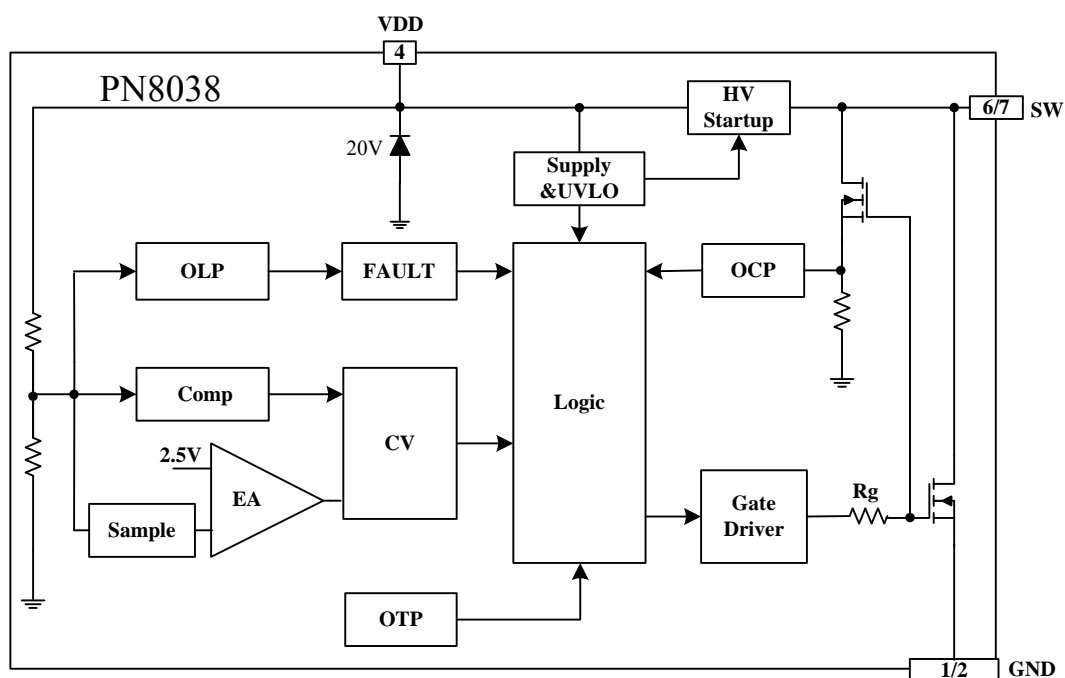 VDD
4
PN8038
HV
Startup
6/7
SW
20V
Supply
&UVLO
OLP
FAULT
OCP
Comp
Logic
CV
2.5V
EA
Rg
Sample
Gate
Driver
OTP
1/2
GND